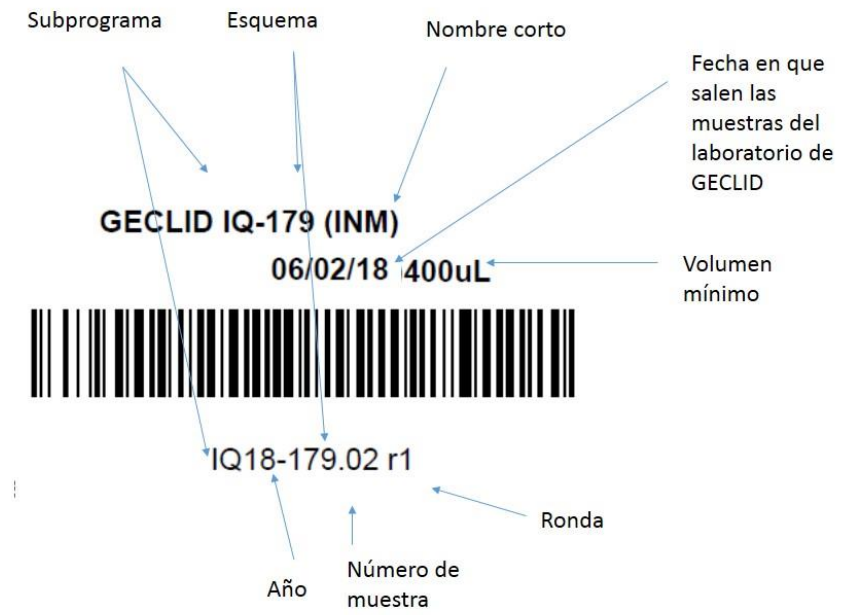 Subprograma
Esquema
Nombre corto
Fecha en que
salen las
muestras del
laboratorio de
GECLID
GECLID IQ-179 (INM)
06/02/18 400uL
Volumen
mínimo
IQ18-179.02 r1
Ronda
Año
Número de
muestra